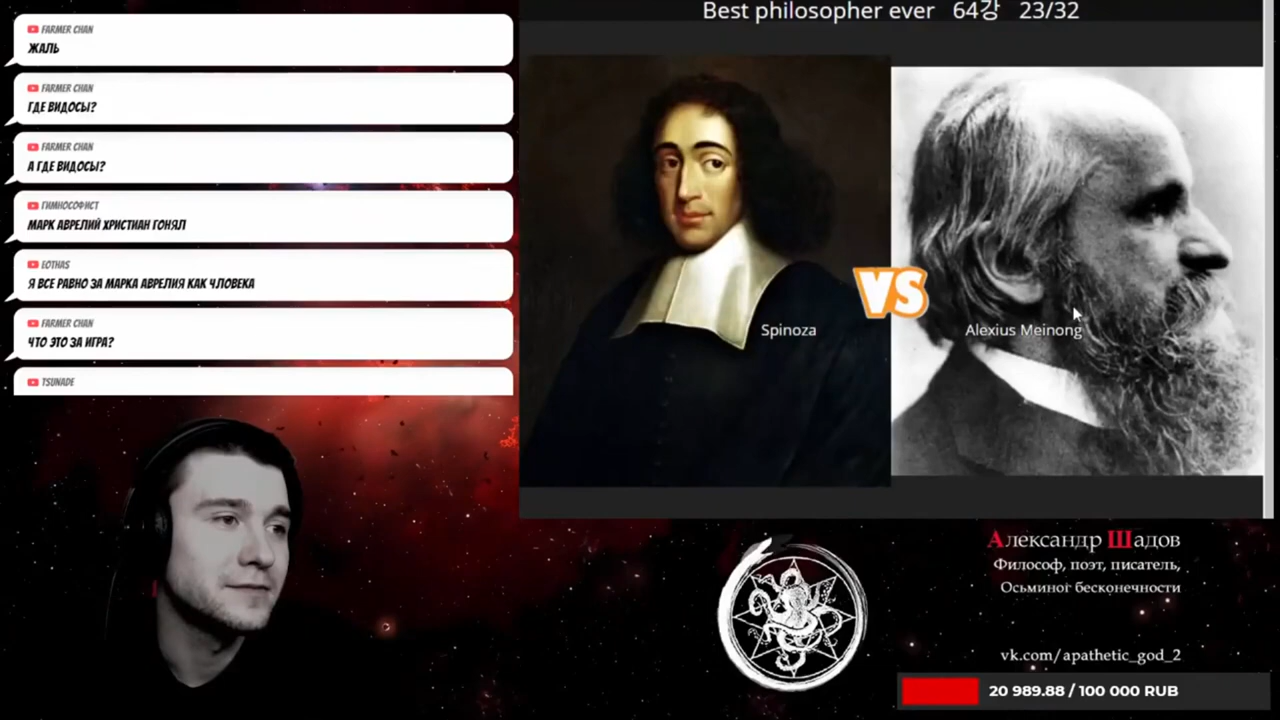 FARMER CHAN
ЖАЛЬ
FARMER CHAN
ГДЕ ВИДОСЫ?
FARMER CHAN
А ГДЕ ВИДОСЫ?
ГИМНОСОФИСТ
МАРК АВРЕЛИЙ ХРИСТИАН ГОНЯЛ
EOTHAS
Я ВСЕ РАВНО ЗА МАРКА АВРЕЛИЯ КАК ЧЛОВЕКА
FARMER CHAN
ЧТО ЭТО ЗА ИГРА?
TSUNADE
Best philosopher ever 64강 23/32
VS
Spinoza
Alexius Meinong
Александр Шадов
Философ, поэт, писатель,
Осьминог бесконечности
vk.com/apathetic_god_2
20 989.88 / 100 000 RUB